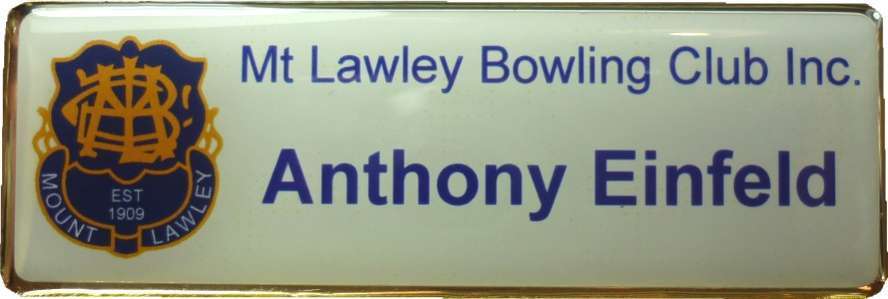 Mt Lawley Bowling Club Inc.
Anthony Einfeld
EST
1909
MOUNT LAWLEY